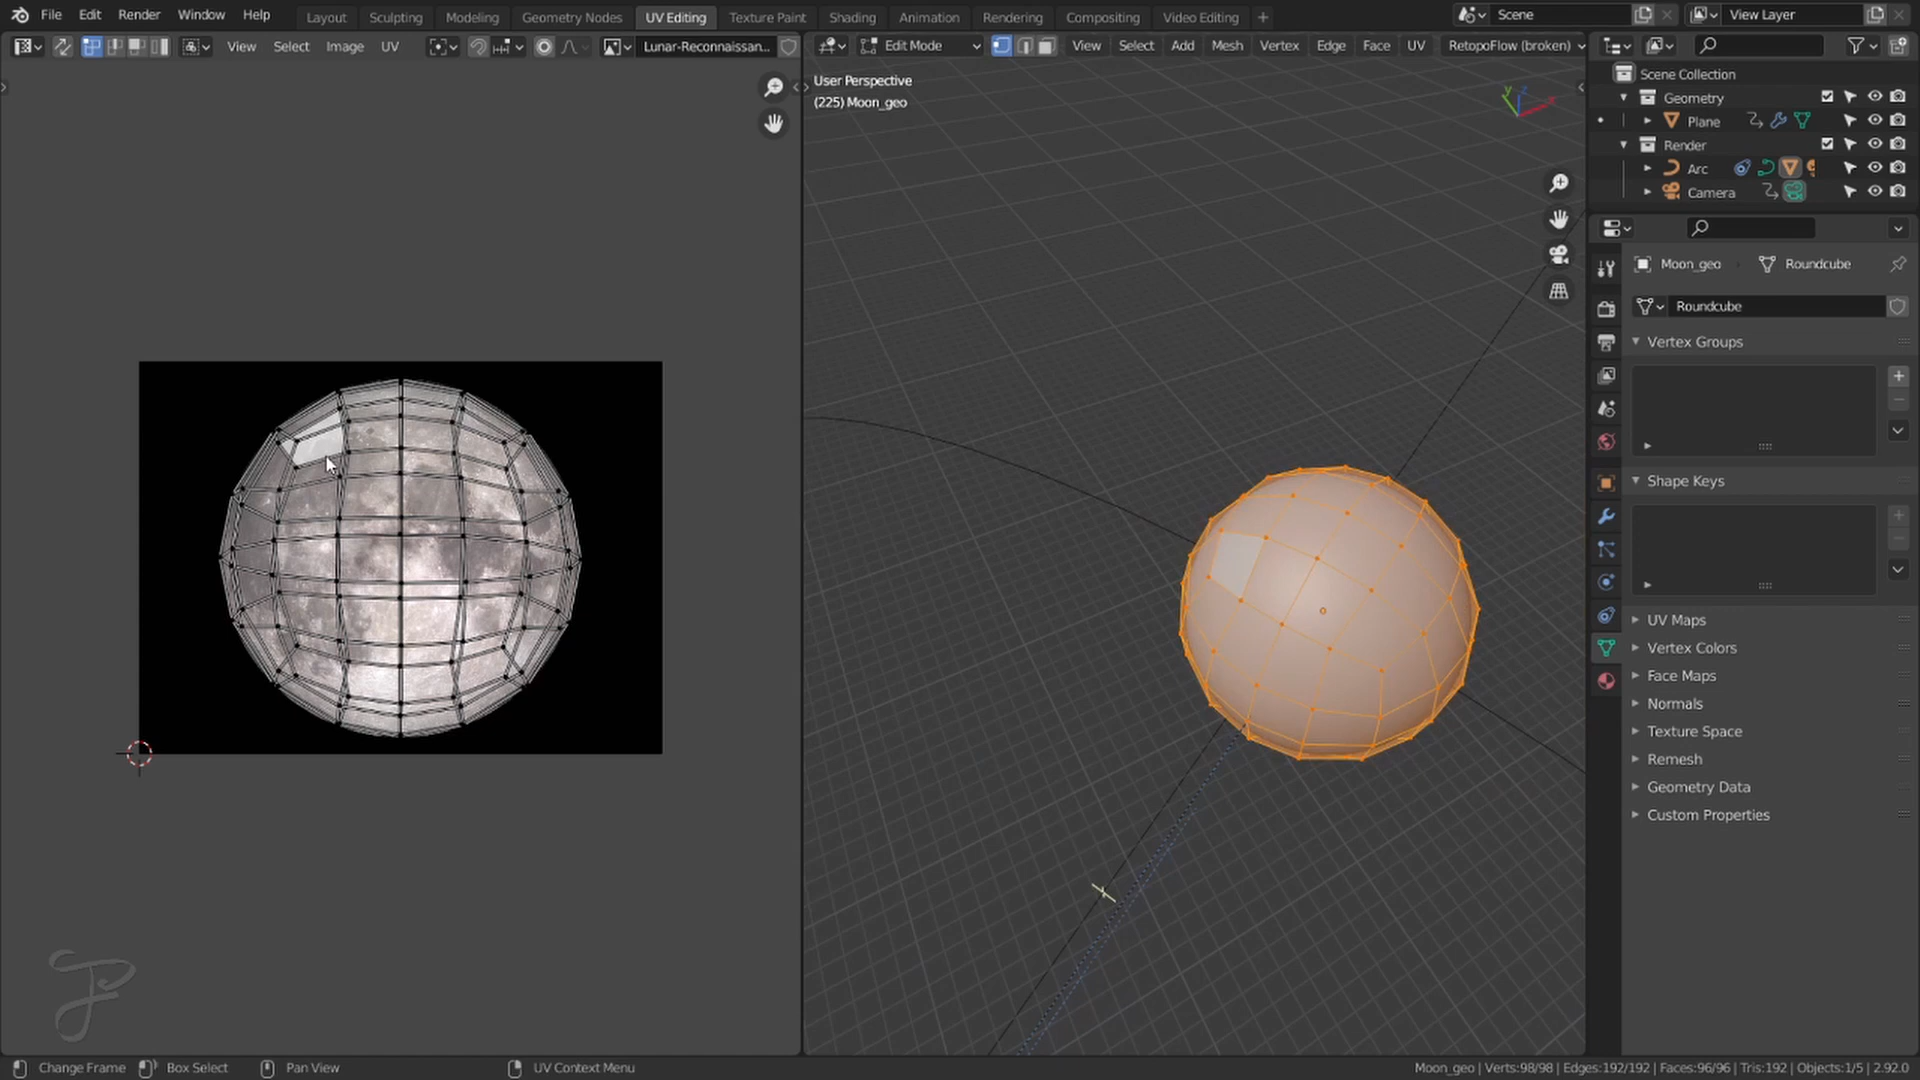 File Edit Render Window Help Layout Sculpting Modeling Geometry Nodes UV Editing Texture Paint Shading Animation Rendering Compositing Video Editing + Scene View Layer
View Select Image UV Lunar-Reconnaissan...
Edit Mode View Select Add Mesh Vertex Edge Face UV RetopoFlow (broken)
User Perspective
(225) Moon_geo
Scene Collection
Geometry
Plane
Render
Arc
Camera
Moon_geo Roundcube
Roundcube
Vertex Groups
Shape Keys
UV Maps
Vertex Colors
Face Maps
Normals
Texture Space
Remesh
Geometry Data
Custom Properties
Change Frame Box Select Pan View UV Context Menu Moon_geo | Verts:98/98 | Edges:192/192 | Faces:96/96 | Tris:192 | Objects:1/5 | 2.92.0